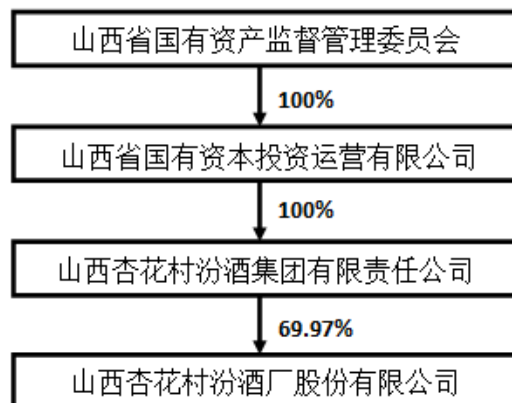 山西省国有资产监督管理委员会
100%
山西省国有资本投资运营有限公司
100%
山西杏花村汾酒集团有限责任公司
69.97%
山西杏花村汾酒厂股份有限公司